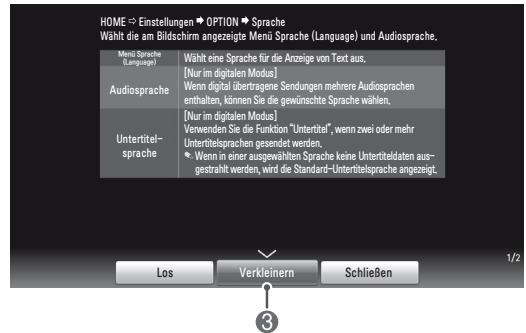 HOME ⇨ Einstellungen ➡ OPTION ➡ Sprache
Wählt die am Bildschirm angezeigte Menü Sprache (Language) und Audiosprache.
Menü Sprache
(Language)
Wählt eine Sprache für die Anzeige von Text aus.
Audiosprache
[Nur im digitalen Modus]
Wenn digital übertragene Sendungen mehrere Audiosprachen
enthalten, können Sie die gewünschte Sprache wählen.
Untertitel-
sprache
[Nur im digitalen Modus]
Verwenden Sie die Funktion "Untertitel", wenn zwei oder mehr
Untertitelsprachen gesendet werden.
✎ Wenn in einer ausgewählten Sprache keine Untertiteldaten aus-
gestrahlt werden, wird die Standard-Untertitelsprache angezeigt.
1/2
Los
Verkleinern
Schließen
3